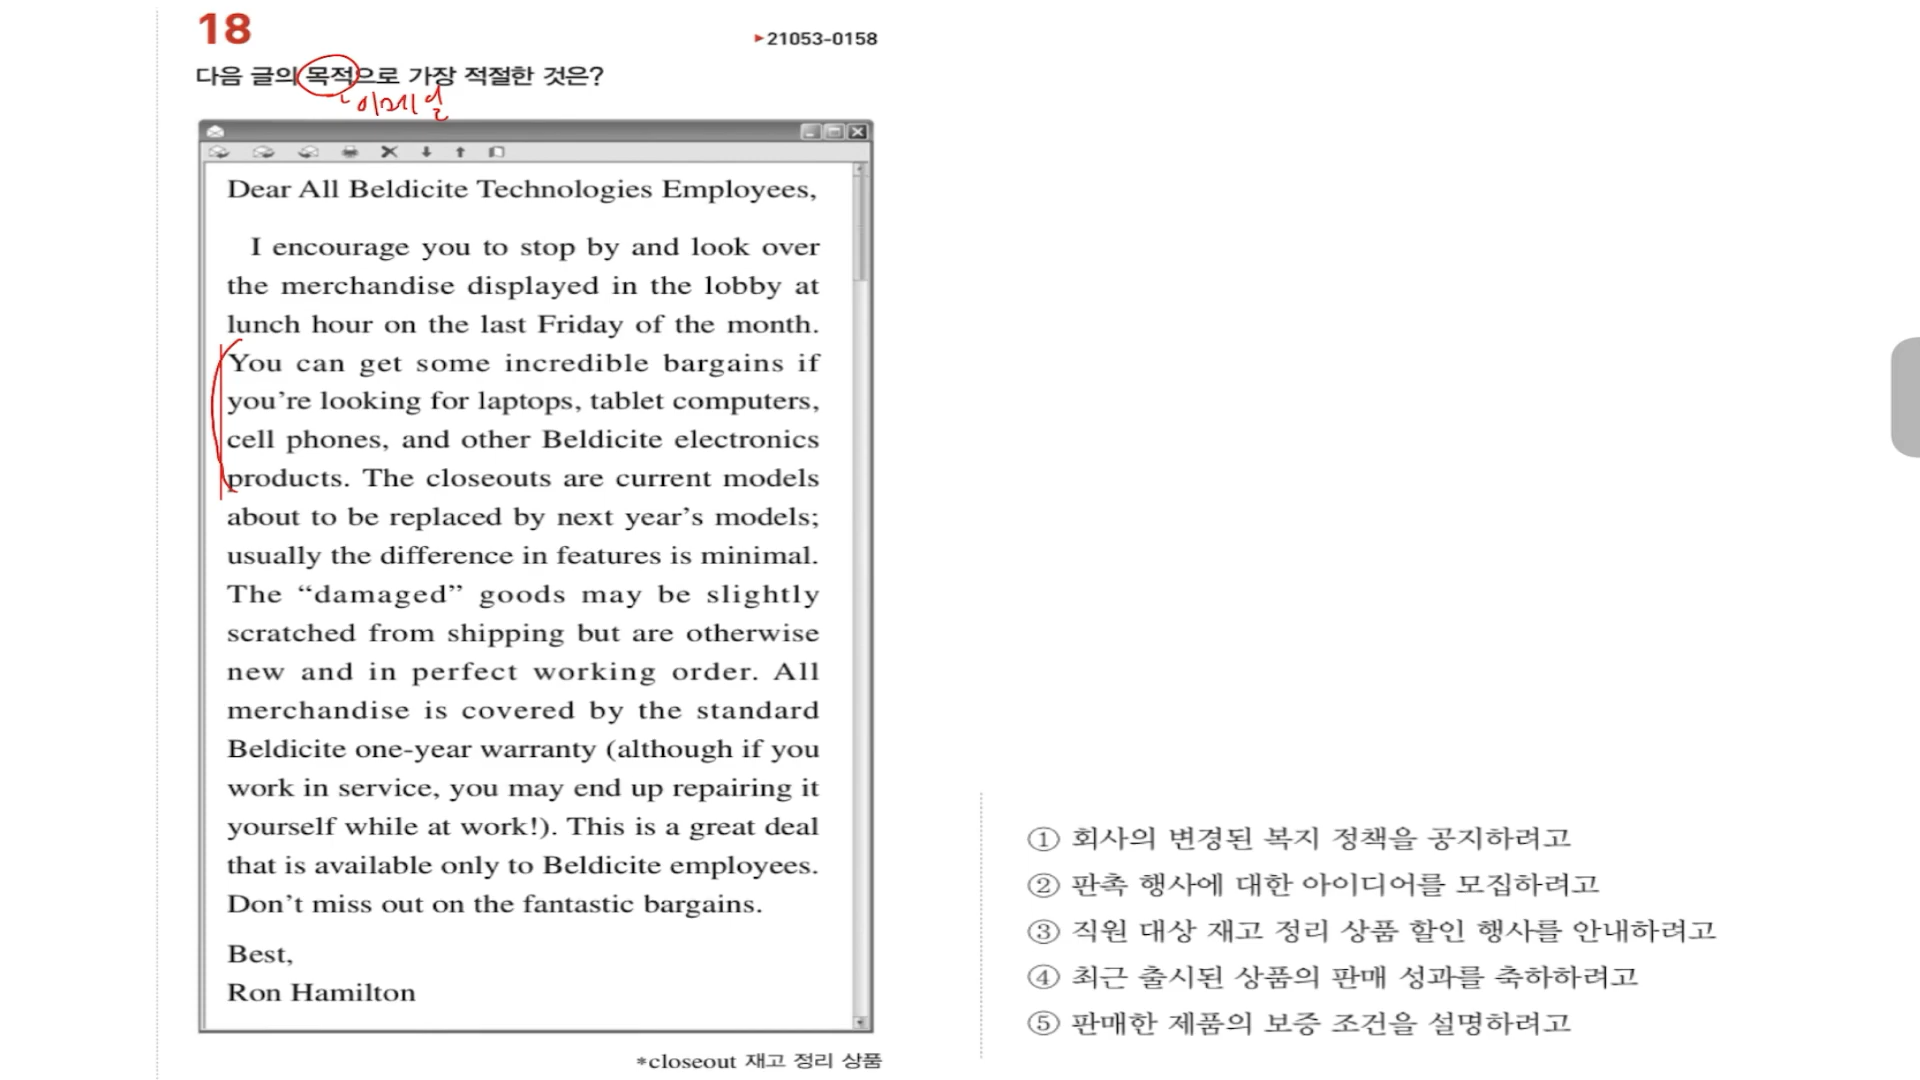 18
▶21053-0158
다음 글의 목적으로 가장 적절한 것은?
이메일
Dear All Beldicite Technologies Employees,
I encourage you to stop by and look over
the merchandise displayed in the lobby at
lunch hour on the last Friday of the month.
You can get some incredible bargains if
you're looking for laptops, tablet computers,
cell phones, and other Beldicite electronics
products. The closeouts are current models
about to be replaced by next year's models;
usually the difference in features is minimal.
The “damaged” goods may be slightly
scratched from shipping but are otherwise
new and in perfect working order. All
merchandise is covered by the standard
Beldicite one-year warranty (although if you
work in service, you may end up repairing it
yourself while at work!). This is a great deal
that is available only to Beldicite employees.
Don't miss out on the fantastic bargains.
Best,
Ron Hamilton
*closeout 재고 정리 상품
① 회사의 변경된 복지 정책을 공지하려고
② 판촉 행사에 대한 아이디어를 모집하려고
③ 직원 대상 재고 정리 상품 할인 행사를 안내하려고
④ 최근 출시된 상품의 판매 성과를 축하하려고
⑤ 판매한 제품의 보증 조건을 설명하려고